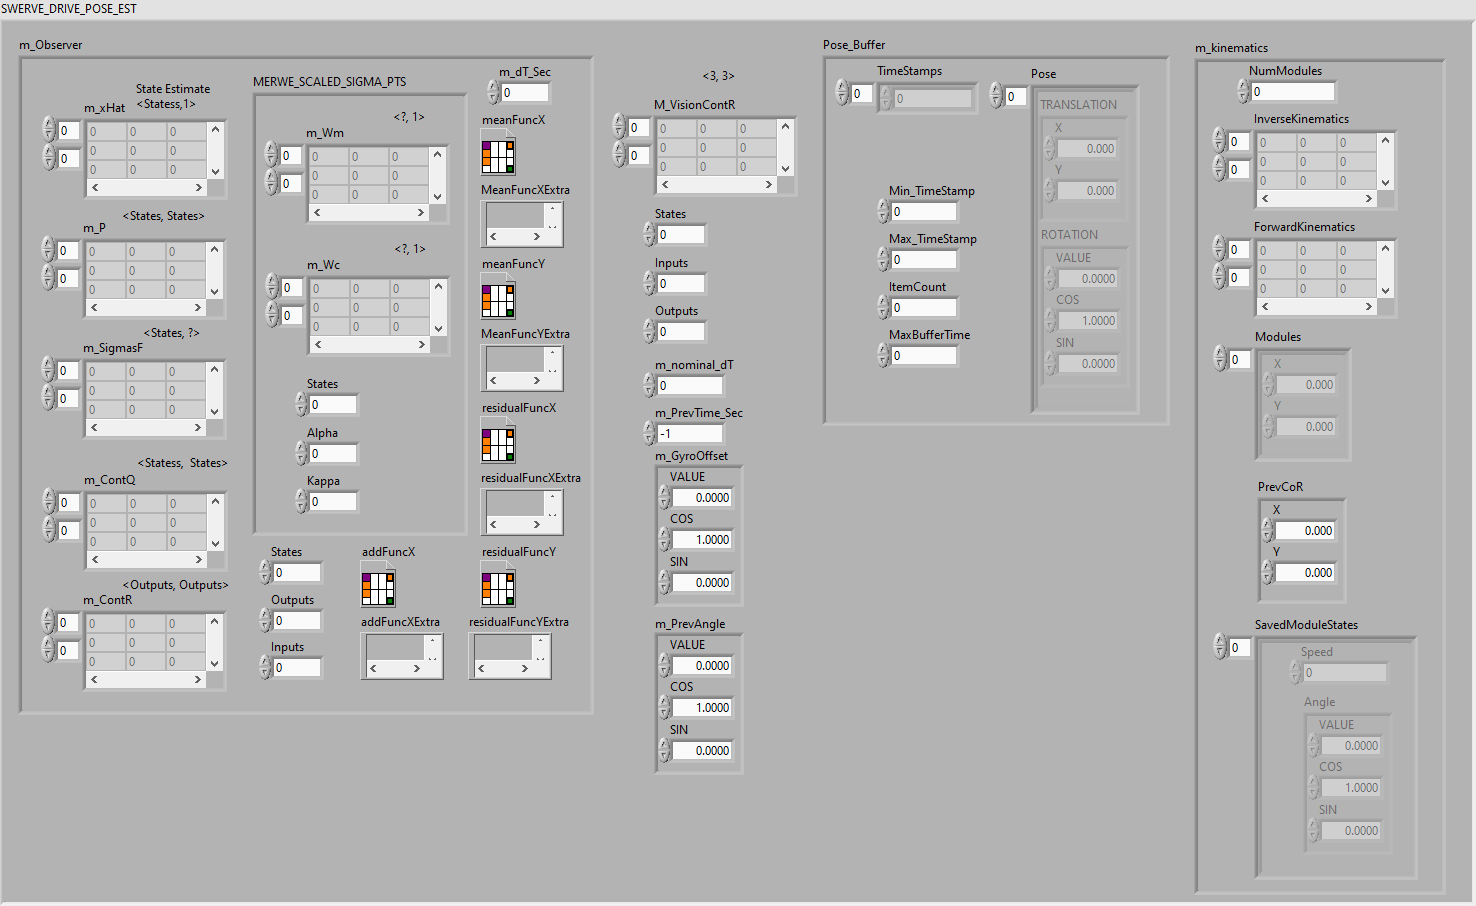 SWERVE_DRIVE_POSE_EST
m_Observer
State Estimate
<Statess,1>
m_xHat
0
0
0 0 0
0 0 0
0 0 0
<States, States>
m_P
0
0
0 0 0
0 0 0
0 0 0
<States, ?>
m_SigmasF
0
0
0 0 0
0 0 0
0 0 0
<Statess, States>
m_ContQ
0
0
0 0 0
0 0 0
0 0 0
<Outputs, Outputs>
m_ContR
0
0
0 0 0
0 0 0
0 0 0
MERWE_SCALED_SIGMA_PTS
<?, 1>
m_Wm
0
0
0 0 0
0 0 0
0 0 0
<?, 1>
m_Wc
0
0
0 0 0
0 0 0
0 0 0
States
0
Alpha
0
Kappa
0
States
0
Outputs
0
Inputs
0
addFuncX
addFuncXExtra
m_dT_Sec
0
meanFuncX
MeanFuncXExtra
meanFuncY
MeanFuncYExtra
residualFuncX
residualFuncXExtra
residualFuncY
residualFuncYExtra
<3, 3>
M_VisionContR
0
0
0 0 0
0 0 0
0 0 0
States
0
Inputs
0
Outputs
0
m_nominal_dT
0
m_PrevTime_Sec
-1
m_GyroOffset
VALUE
0.0000
COS
1.0000
SIN
0.0000
m_PrevAngle
VALUE
0.0000
COS
1.0000
SIN
0.0000
Pose_Buffer
TimeStamps
0
0
Min_TimeStamp
0
Max_TimeStamp
0
ItemCount
0
MaxBufferTime
0
Pose
0
TRANSLATION
X
0.000
Y
0.000
ROTATION
VALUE
0.0000
COS
1.0000
SIN
0.0000
m_kinematics
NumModules
0
InverseKinematics
0
0
0 0 0
0 0 0
0 0 0
ForwardKinematics
0
0
0 0 0
0 0 0
0 0 0
Modules
0
X
0.000
Y
0.000
PrevCoR
X
0.000
Y
0.000
SavedModuleStates
0
Speed
0
Angle
VALUE
0.0000
COS
1.0000
SIN
0.0000